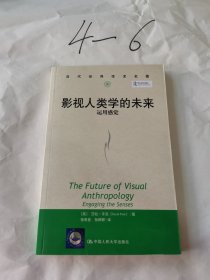 4-6
当代世界学术名著
影视人类学的未来
运用感觉
The Future of Visual
Anthropology
Engaging the Senses
中国人民大学出版社